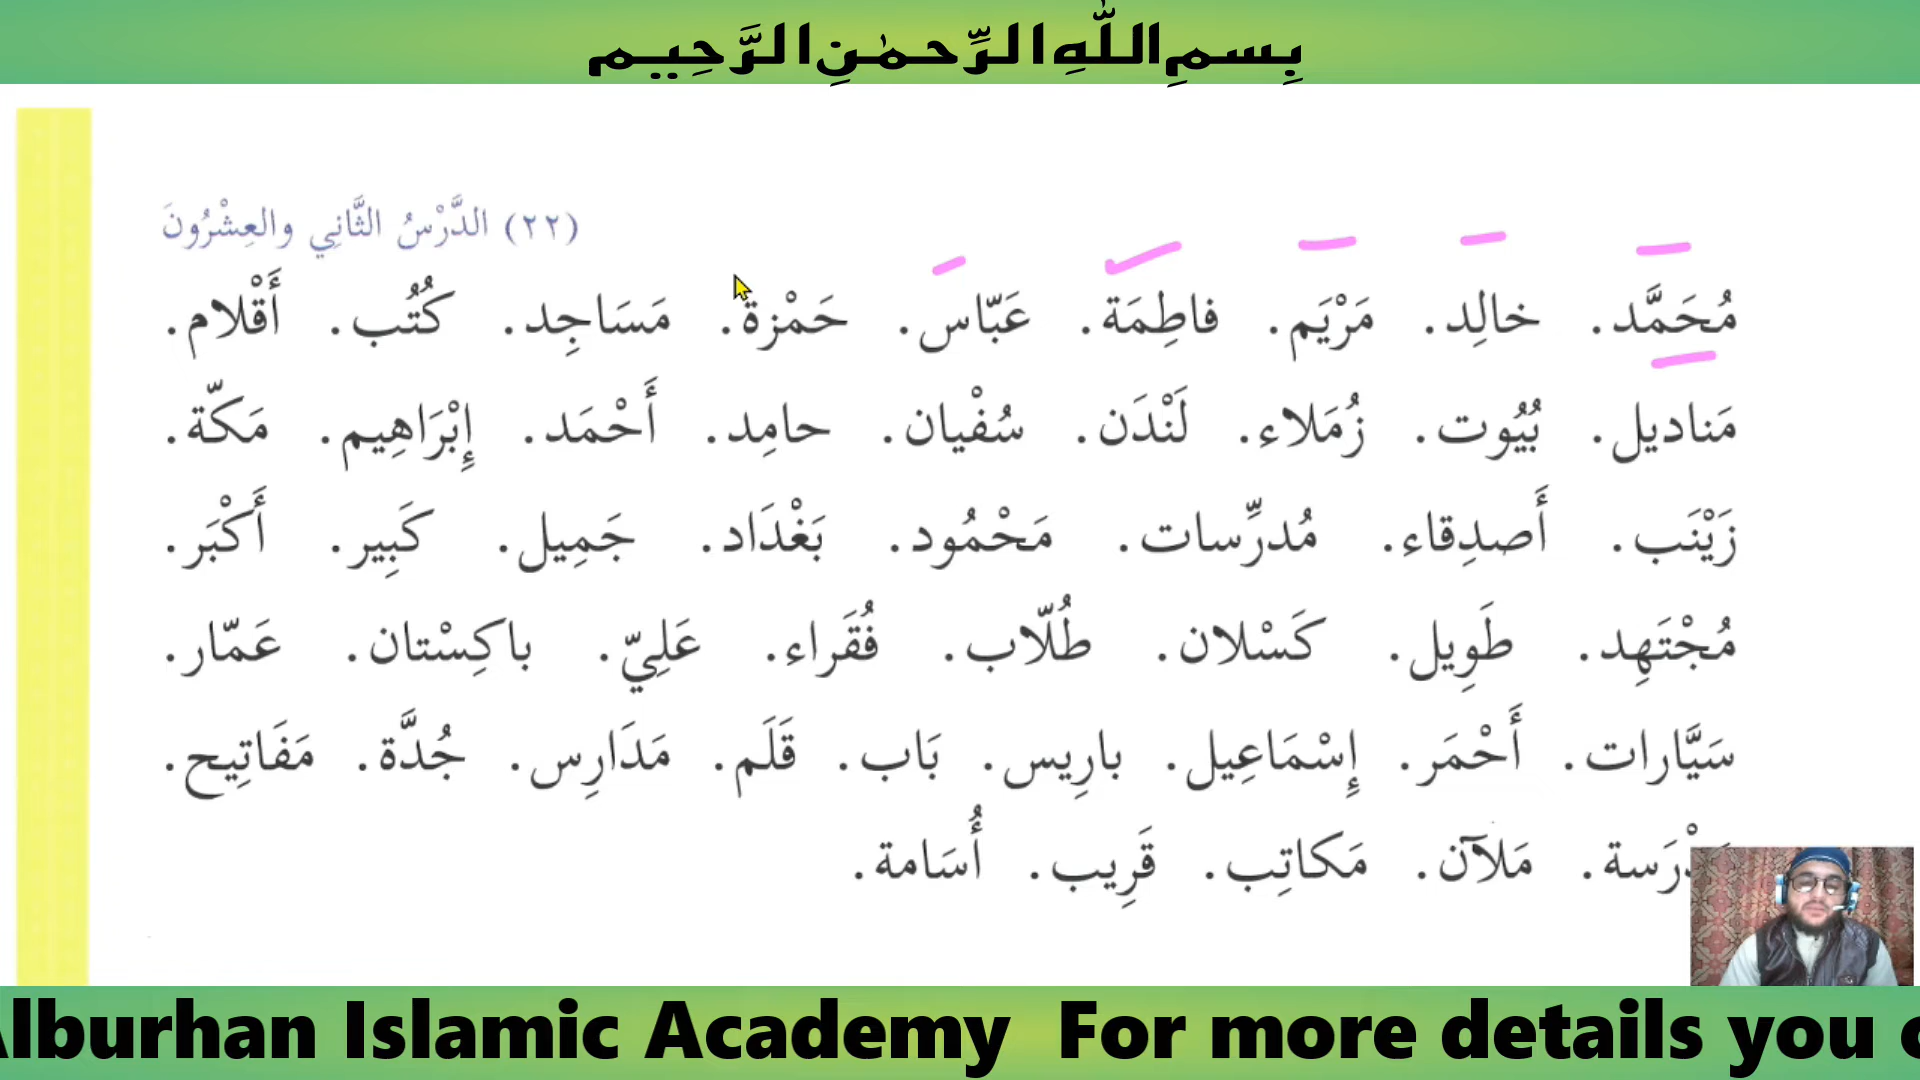 بِسمِ اللّٰهِ الرَّحمٰنِ الرَّحِيم
(٢٢) الدَّرْسُ الثَّانِي والعِشْرُونَ
مُحَمَّد. خالِد. مَرْيَم. فاطِمَة. عَبّاس. حَمْزة. مَسَاجِد. كُتُب. أَقْلام.
مَناديل. بُيُوت. زُمَلاء. لَنْدَن. سُفْيان. حامِد. أَحْمَد. إِبْرَاهِيم. مَكّة.
زَيْنَب. أَصدِقاء. مُدرِّسات. مَحْمُود. بَغْدَاد. جَمِيل. كَبِير. أَكْبَر.
مُجْتَهِد. طَوِيل. كَسْلان. طُلّاب. فُقَراء. عَلِيّ. باكِسْتان. عَمّار.
سَيَّارات. أَحْمَر. إِسْمَاعِيل. بارِيس. بَاب. قَلَم. مَدَارِس. جُدَّة. مَفَاتِيح.
مَلآن. مَكاتِب. قَرِيب. أُسَامة.
Alburhan Islamic Academy For more details you